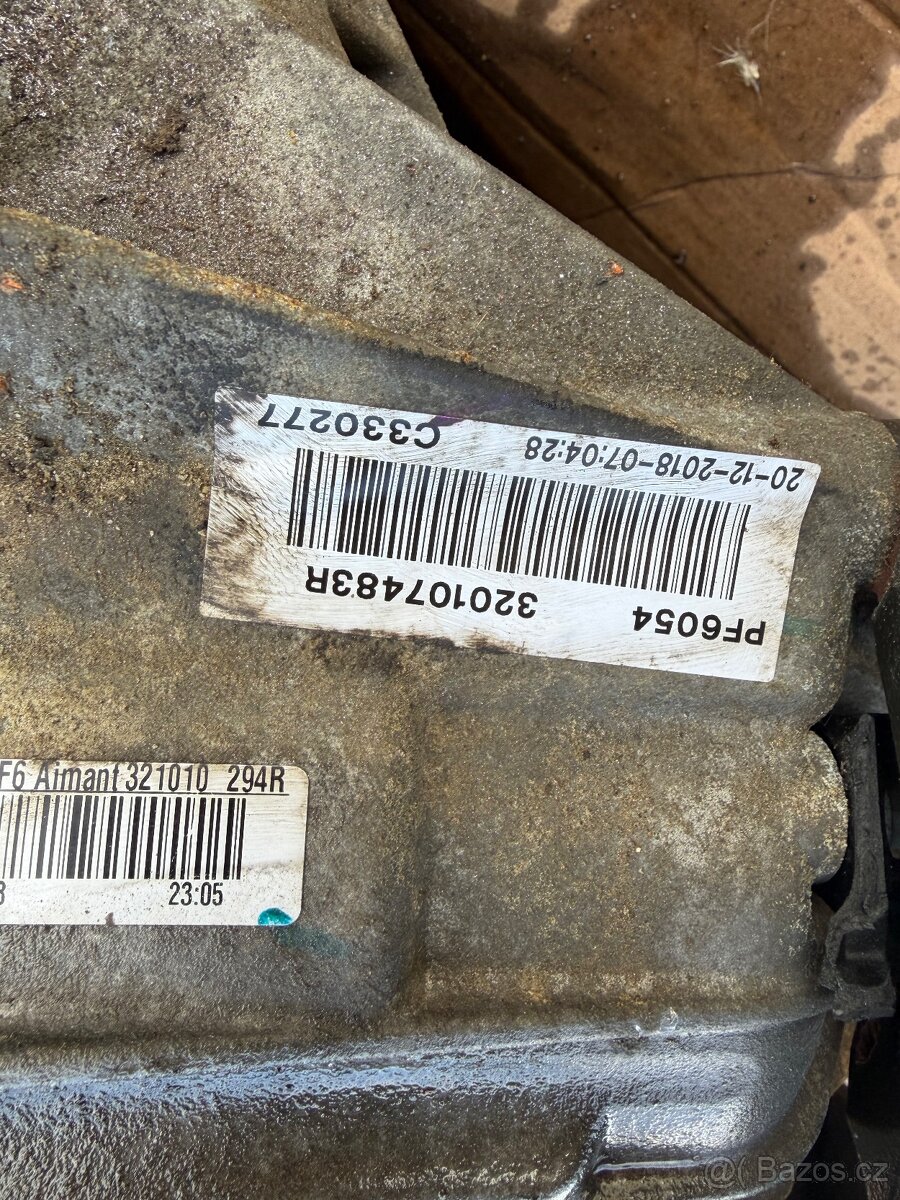 PF6054 320107483R
20-12-2018-07:04:28 C330277
F6 Aimant 321010 294R
23:05
@( Bazos.cz